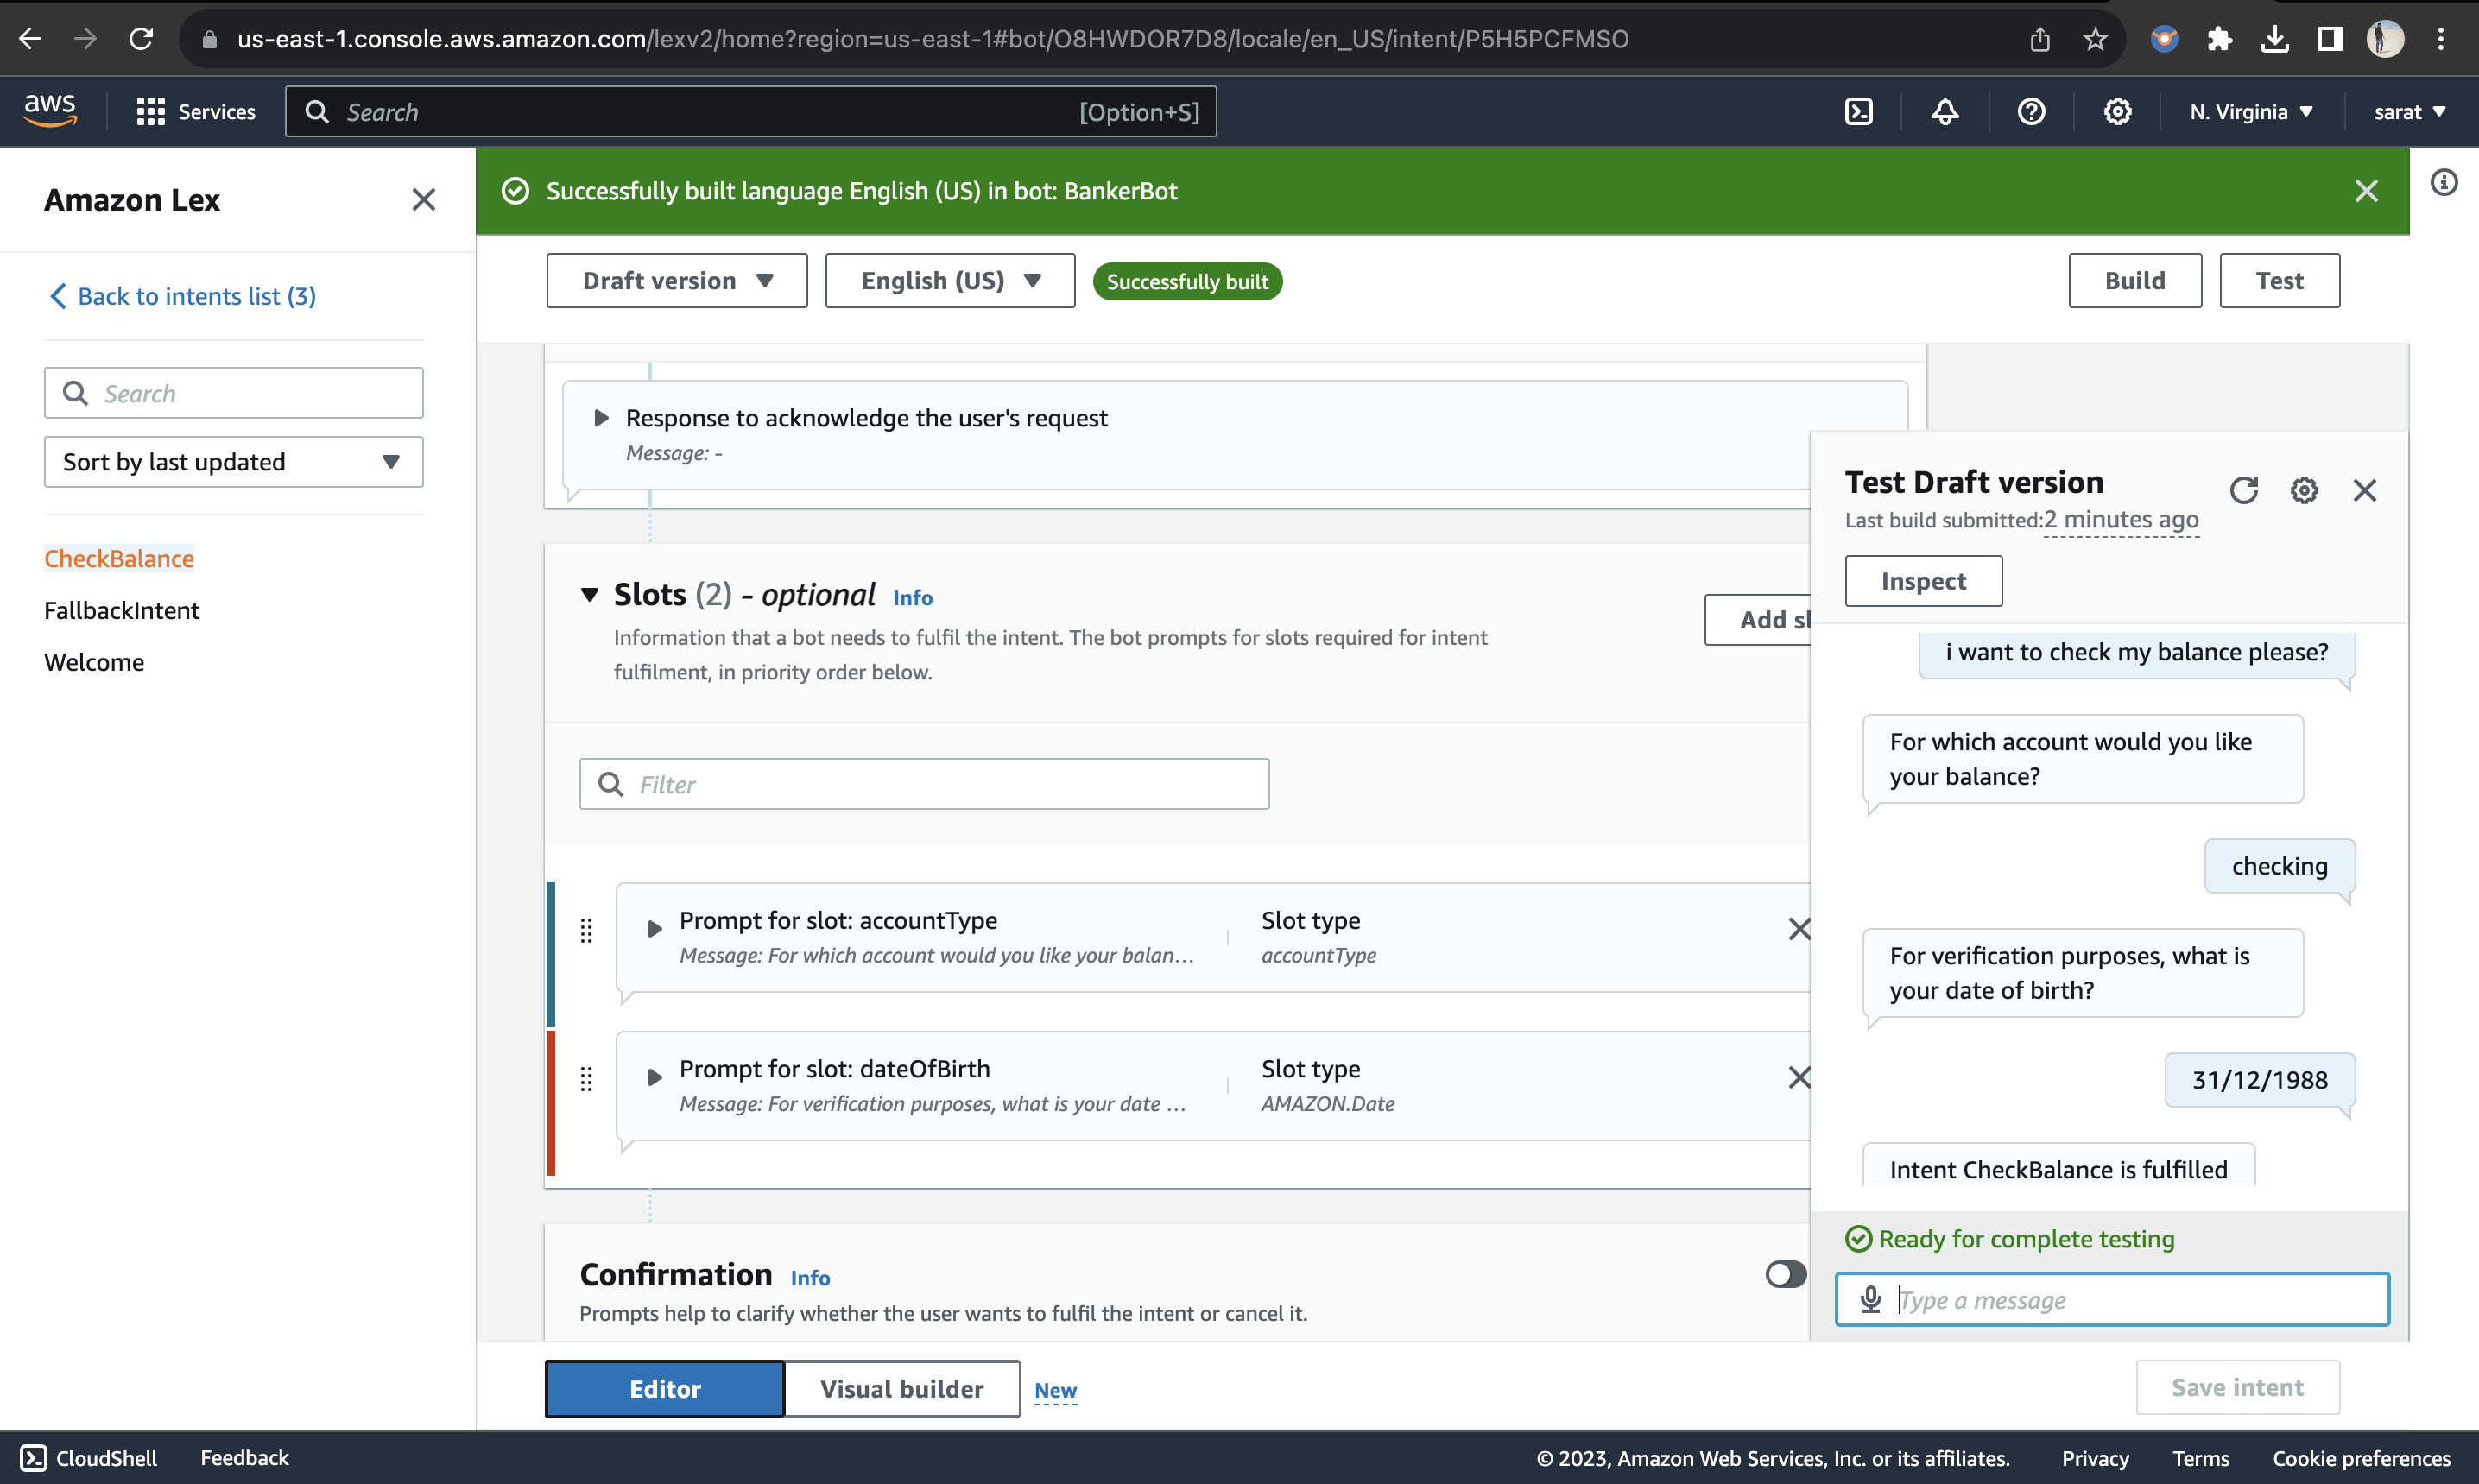 us-east-1.console.aws.amazon.com/lexv2/home?region=us-east-1#bot/O8HWDOR7D8/locale/en_US/intent/P5H5PCFMSO
aws
Services
Search
[Option+S]
N. Virginia
sarat
Amazon Lex
Back to intents list (3)
Search
Sort by last updated
CheckBalance
FallbackIntent
Welcome
Successfully built language English (US) in bot: BankerBot
Draft version
English (US)
Successfully built
Build
Test
Response to acknowledge the user's request
Message: -
Slots (2) - optional Info
Information that a bot needs to fulfil the intent. The bot prompts for slots required for intent
fulfilment, in priority order below.
Add sl
Filter
Prompt for slot: accountType
Message: For which account would you like your balan...
Slot type
accountType
Prompt for slot: dateOfBirth
Message: For verification purposes, what is your date ...
Slot type
AMAZON.Date
Confirmation Info
Prompts help to clarify whether the user wants to fulfil the intent or cancel it.
Test Draft version
Last build submitted:2 minutes ago
Inspect
i want to check my balance please?
For which account would you like
your balance?
checking
For verification purposes, what is
your date of birth?
31/12/1988
Intent CheckBalance is fulfilled
Ready for complete testing
Type a message
Editor
Visual builder
New
Save intent
CloudShell
Feedback
© 2023, Amazon Web Services, Inc. or its affiliates.
Privacy
Terms
Cookie preferences